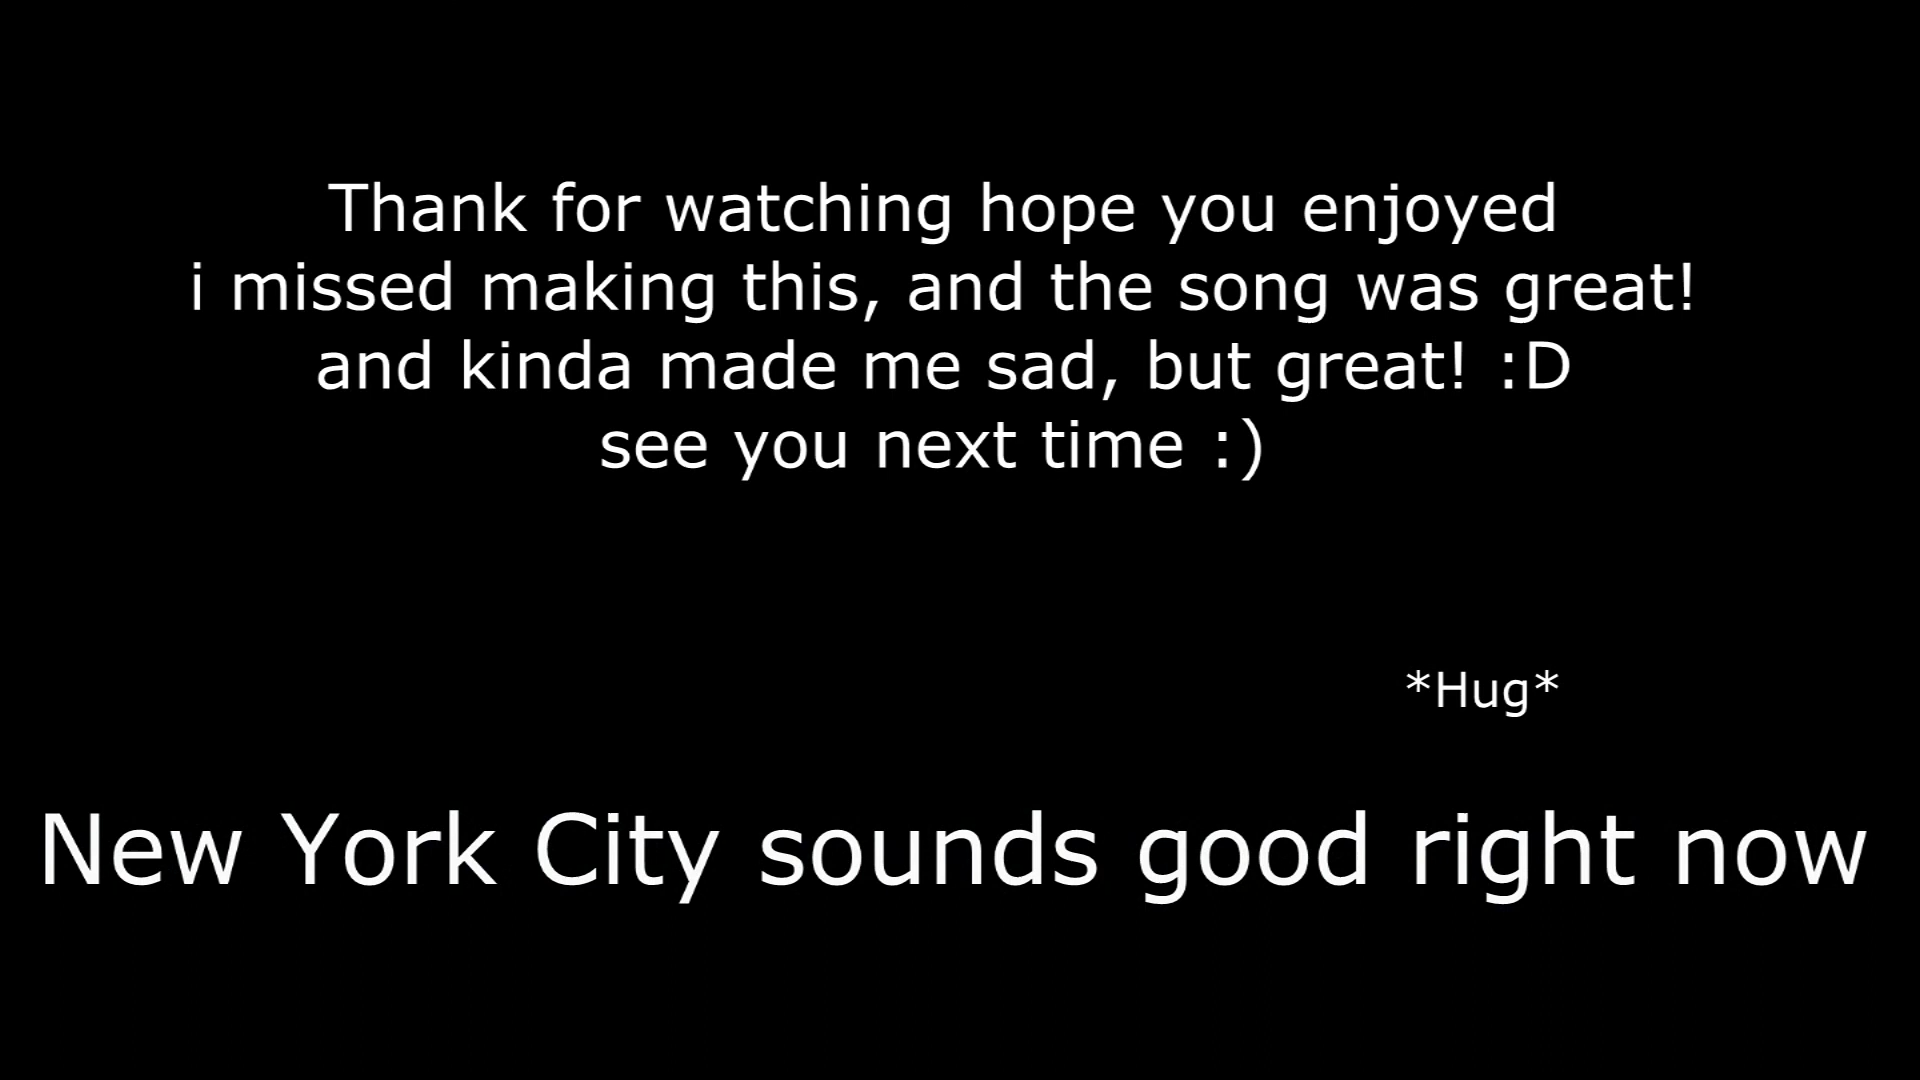 Thank for watching hope you enjoyed
i missed making this, and the song was great!
and kinda made me sad, but great! :D
see you next time :)
*Hug*
New York City sounds good right now